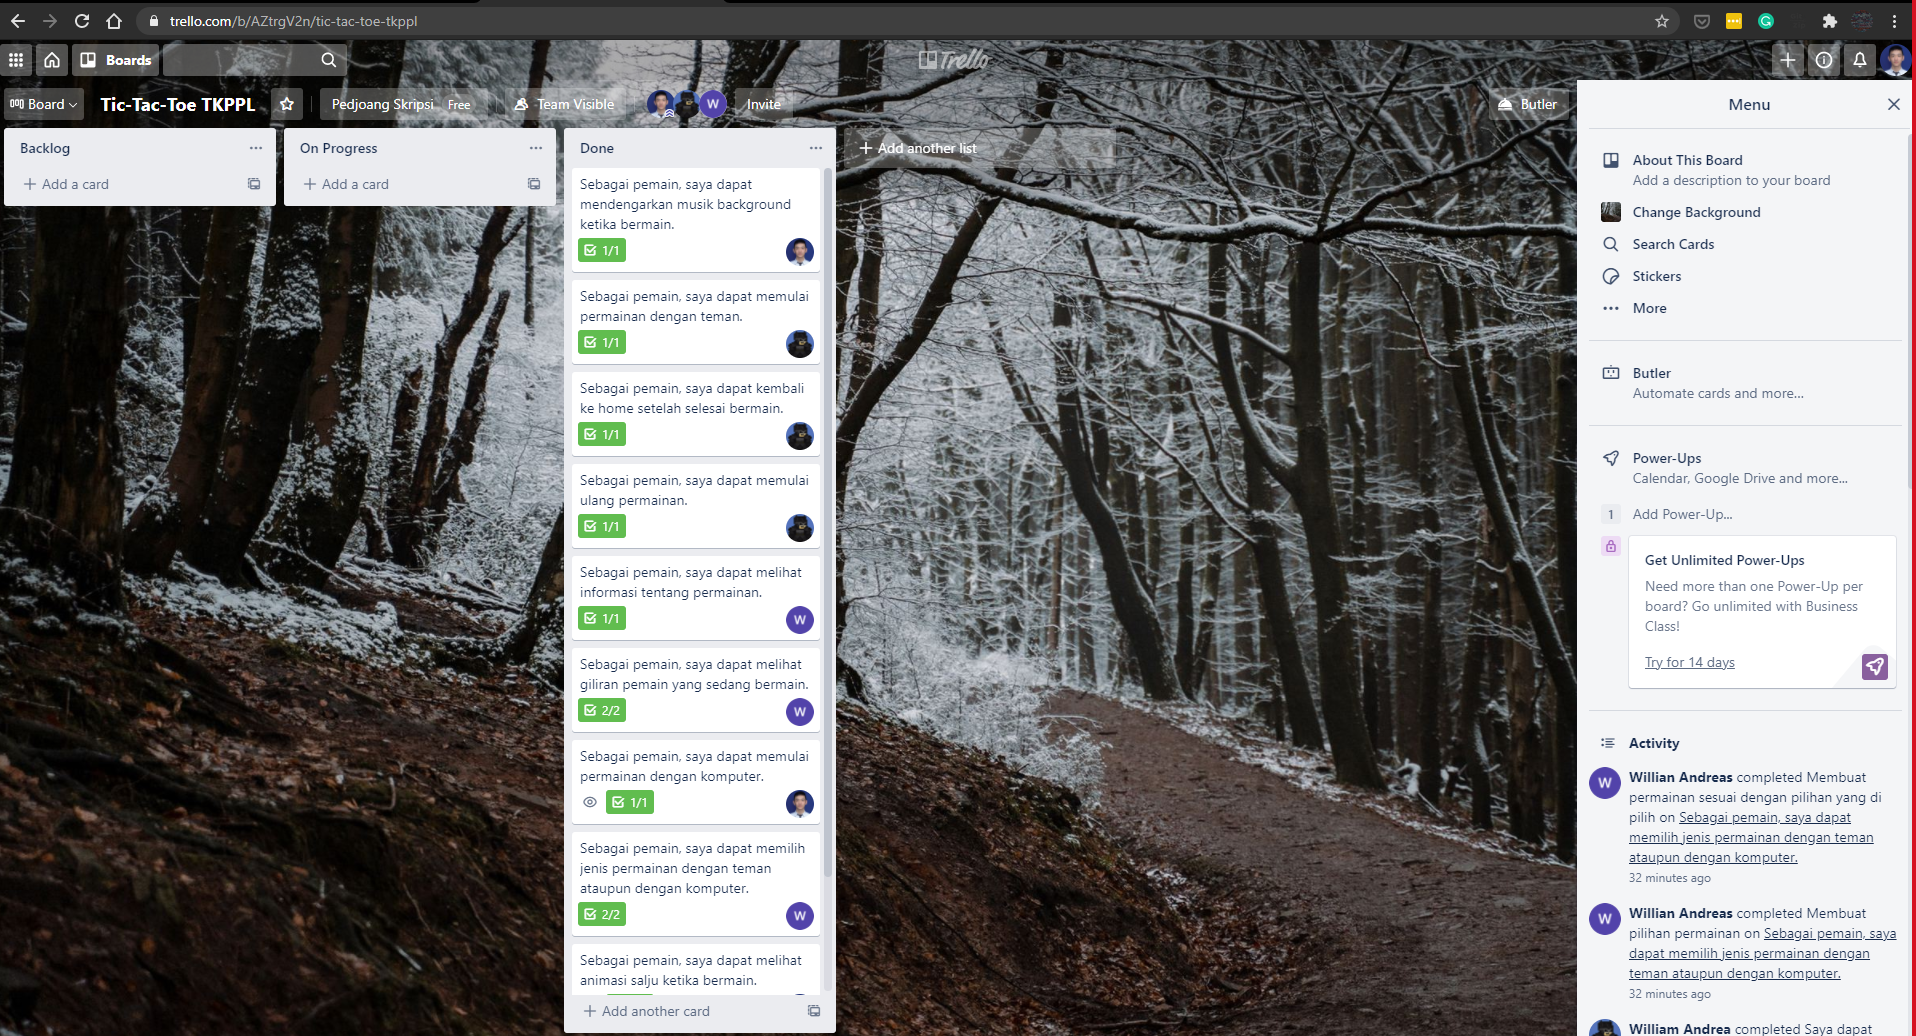 trello.com/b/AZtrgV2n/tic-tac-toe-tkppl
Boards
Trello
Board
Tic-Tac-Toe TKPPL
Pedjoang Skripsi Free
Team Visible
W
Invite
Butler
Backlog
Add a card
On Progress
Add a card
Done
Sebagai pemain, saya dapat
mendengarkan musik background
ketika bermain.
1/1
Sebagai pemain, saya dapat memulai
permainan dengan teman.
1/1
Sebagai pemain, saya dapat kembali
ke home setelah selesai bermain.
1/1
Sebagai pemain, saya dapat memulai
ulang permainan.
1/1
Sebagai pemain, saya dapat melihat
informasi tentang permainan.
1/1
W
Sebagai pemain, saya dapat melihat
giliran pemain yang sedang bermain.
2/2
W
Sebagai pemain, saya dapat memulai
permainan dengan komputer.
1/1
Sebagai pemain, saya dapat memilih
jenis permainan dengan teman
ataupun dengan komputer.
2/2
W
Sebagai pemain, saya dapat melihat
animasi salju ketika bermain.
Add another card
Add another list
Menu
About This Board
Add a description to your board
Change Background
Search Cards
Stickers
More
Butler
Automate cards and more...
Power-Ups
Calendar, Google Drive and more...
1
Add Power-Up...
Get Unlimited Power-Ups
Need more than one Power-Up per
board? Go unlimited with Business
Class!
Try for 14 days
Activity
W
Willian Andreas completed Membuat
permainan sesuai dengan pilihan yang di
pilih on Sebagai pemain, saya dapat
memilih jenis permainan dengan teman
ataupun dengan komputer.
32 minutes ago
W
Willian Andreas completed Membuat
pilihan permainan on Sebagai pemain, saya
dapat memilih jenis permainan dengan
teman ataupun dengan komputer.
32 minutes ago
William Andrea completed Saya dapat